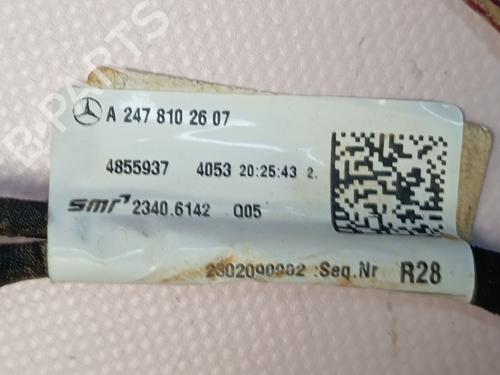 B-PARTS
A 247 810 26 07
4855937 4053 20:25:43 2.
smr 2340.6142 Q05
2302090902 :Seq.Nr R28